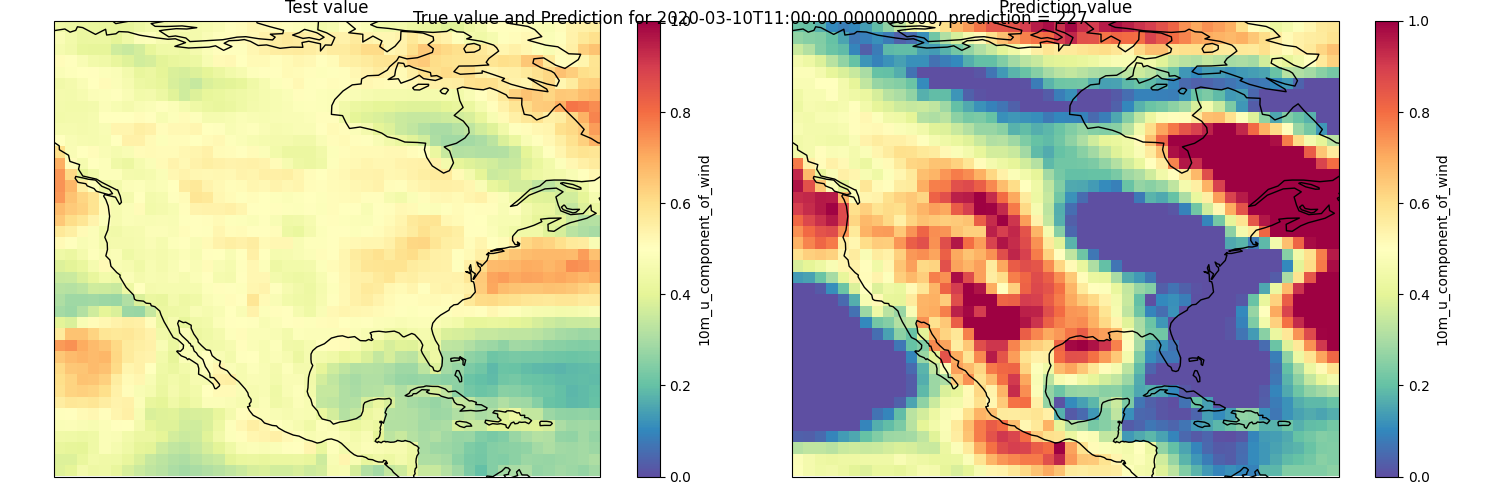 True value and Prediction for 2020-03-10T11:00:00.000000000, prediction = 227
Test value
Prediction value
1.0
0.8
0.6
0.4
0.2
0.0
10m_u_component_of_wind
1.0
0.8
0.6
0.4
0.2
0.0
10m_u_component_of_wind